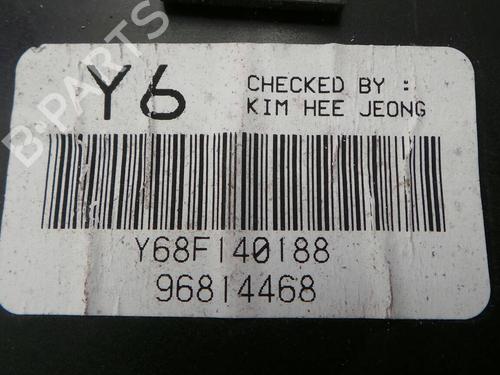 Y6
CHECKED BY :
KIM HEE JEONG
Y68F140188
96814468
B-PARTS